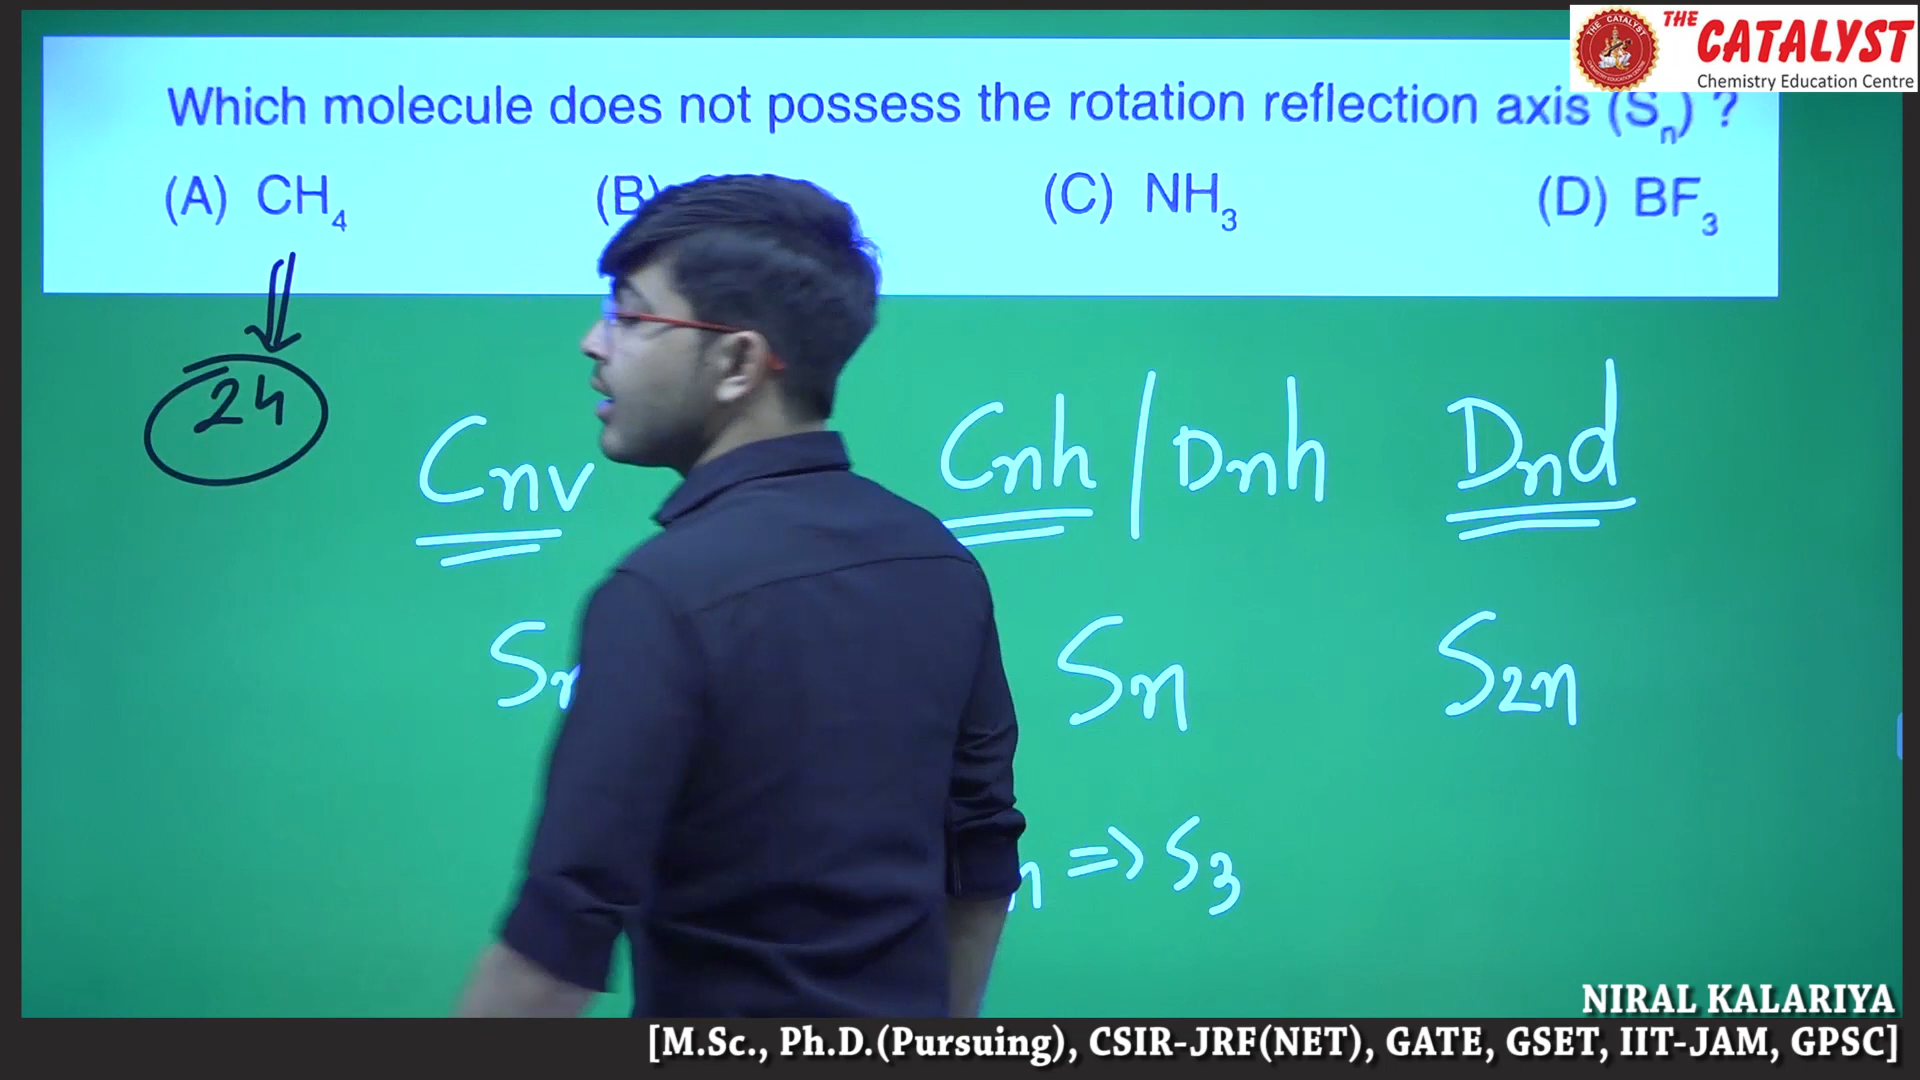 THE
CATALYST
Chemistry Education Centre
Which molecule does not possess the rotation reflection axis (Sₙ) ?
(A) CH₄ (B) (C) NH₃ (D) BF₃
24
Cnv Cnh / Dnh Dnd
Sn S2n
=> S3
NIRAL KALARIYA
[M.Sc., Ph.D.(Pursuing), CSIR-JRF(NET), GATE, GSET, IIT-JAM, GPSC]